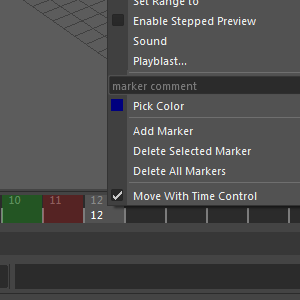 Set Range to
Enable Stepped Preview
Sound
Playblast...
marker comment
Pick Color
Add Marker
Delete Selected Marker
Delete All Markers
Move With Time Control
10 11 12
12